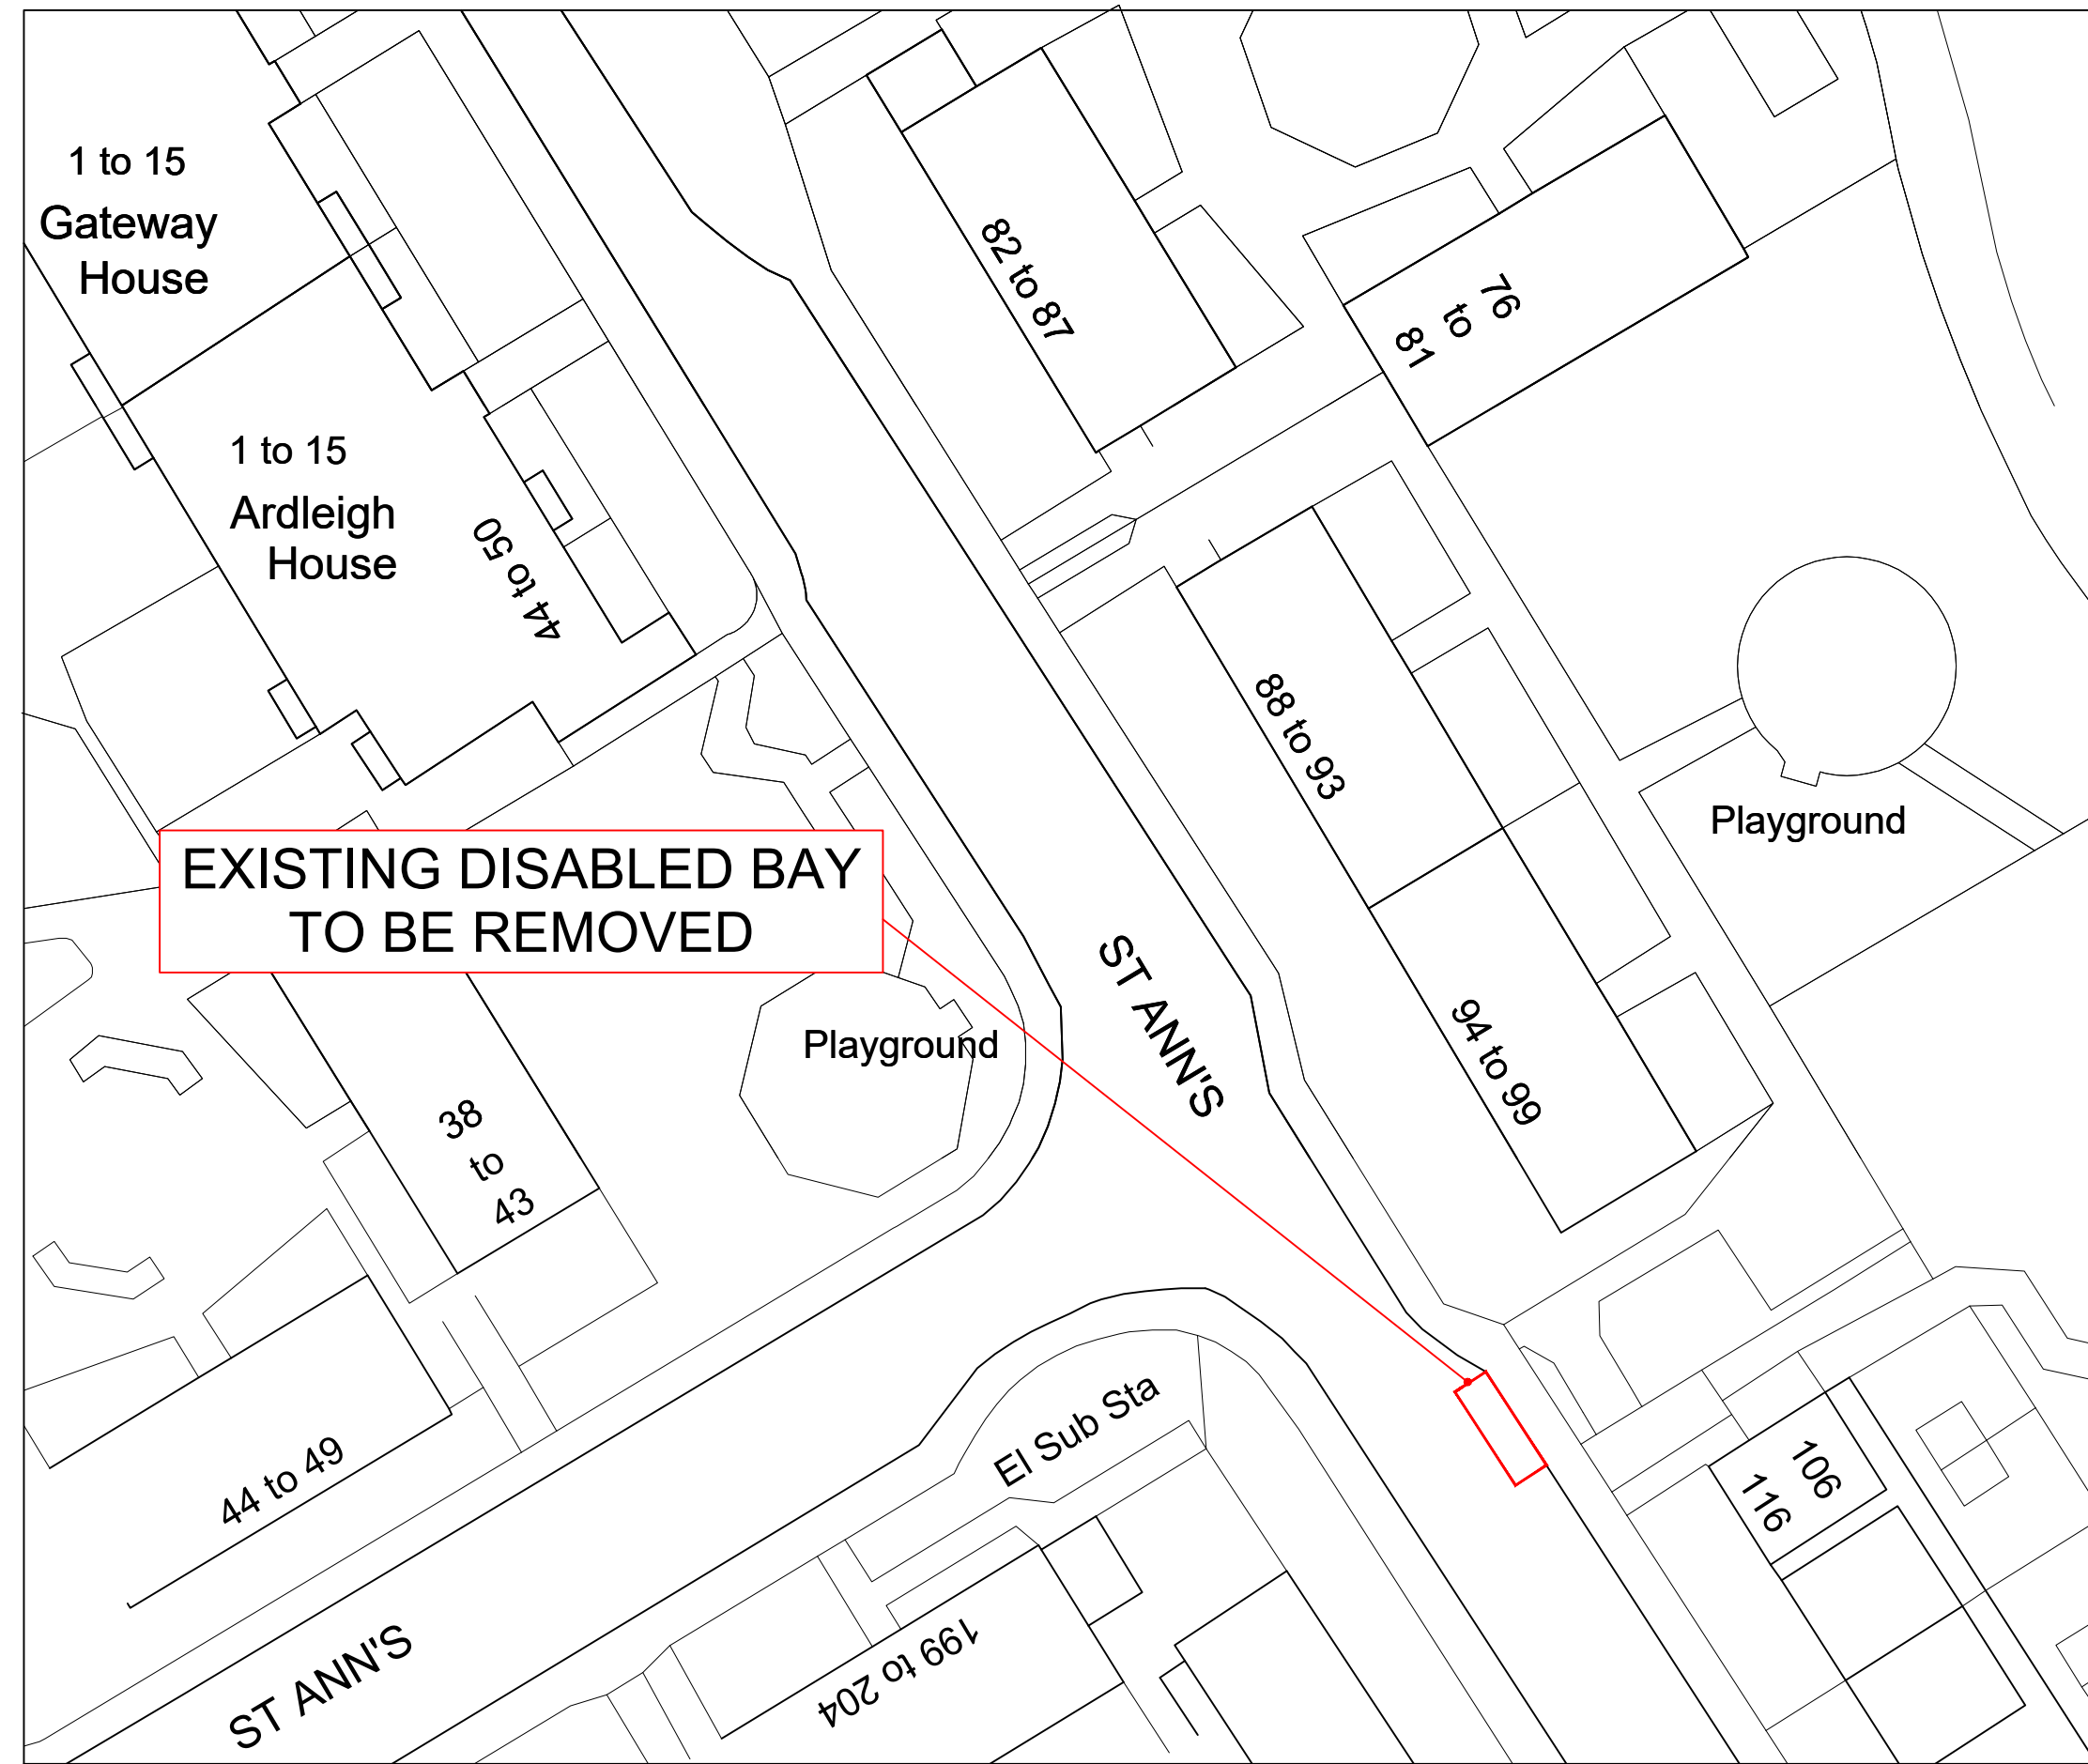 1 to 15
Gateway
House
82 to 87
76
to
81
1 to 15
Ardleigh
House
44 to 50
88 to 93
Playground
EXISTING DISABLED BAY
TO BE REMOVED
ST ANN'S
Playground
94 to 99
38
to
43
El Sub Sta
44 to 49
106
116
199 to 204
ST ANN'S